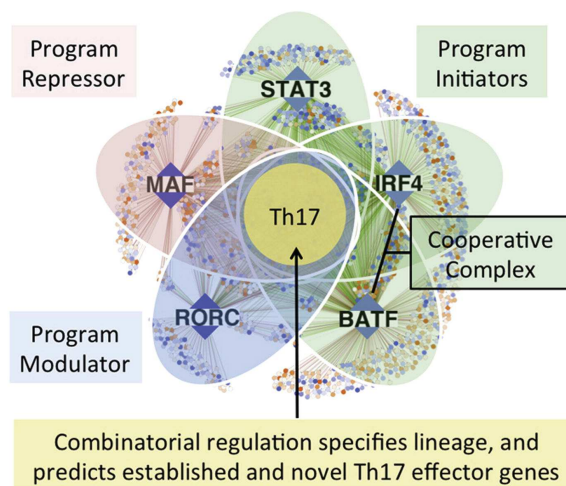 Program
Repressor
Program
Initiators
STAT3
MAF
IRF4
Th17
Cooperative
Complex
RORC
BATF
Program
Modulator
Combinatorial regulation specifies lineage, and
predicts established and novel Th17 effector genes